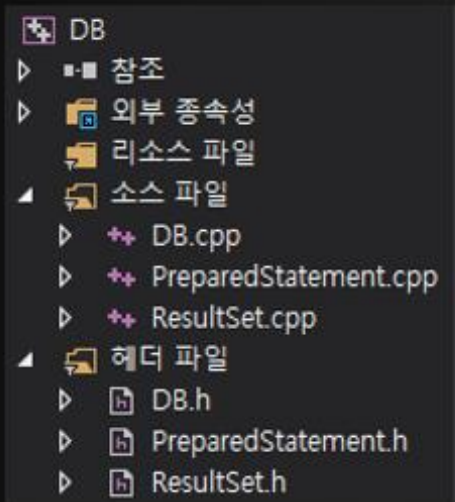 DB
참조
외부 종속성
리소스 파일
소스 파일
DB.cpp
PreparedStatement.cpp
ResultSet.cpp
헤더 파일
DB.h
PreparedStatement.h
ResultSet.h